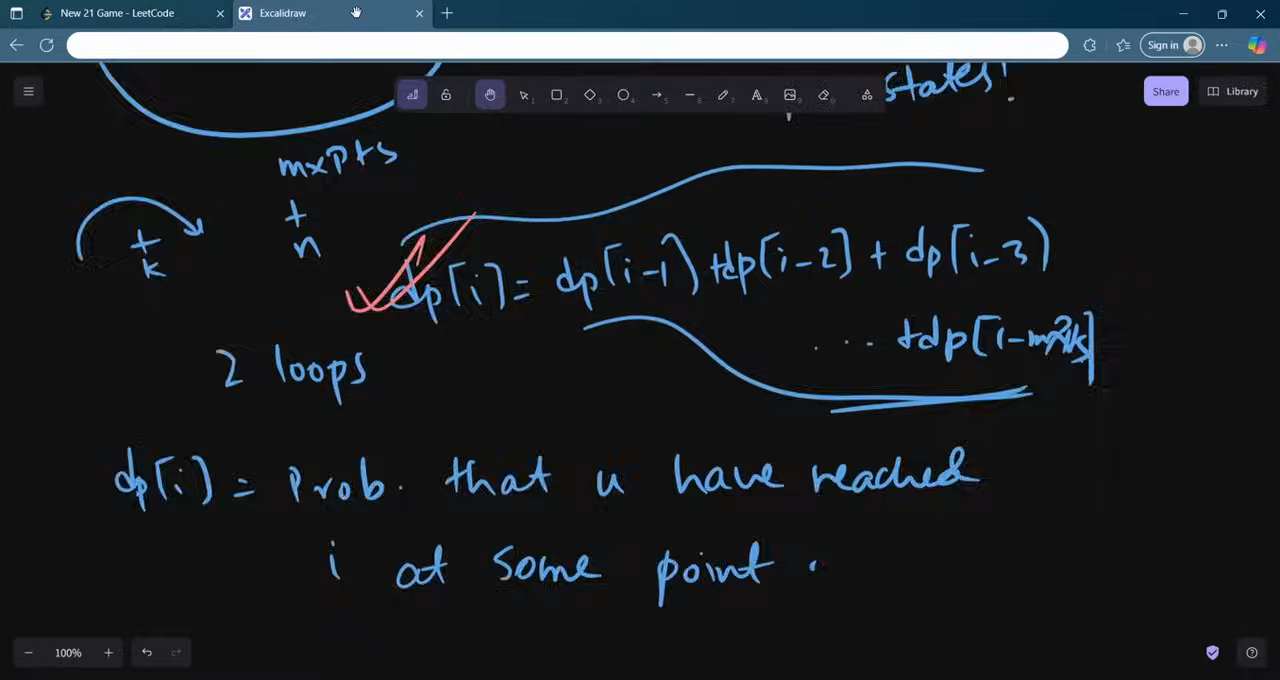 New 21 Game - LeetCode
Excalidraw
Sign in
states!
Share
Library
mxPts
+
n
+
k
dp[i] = dp[i-1) + dp[i-2] + dp[i-3)
... + dp[1-
2 loops
dp[i) = prob. that u have reached
i at some point .
100%